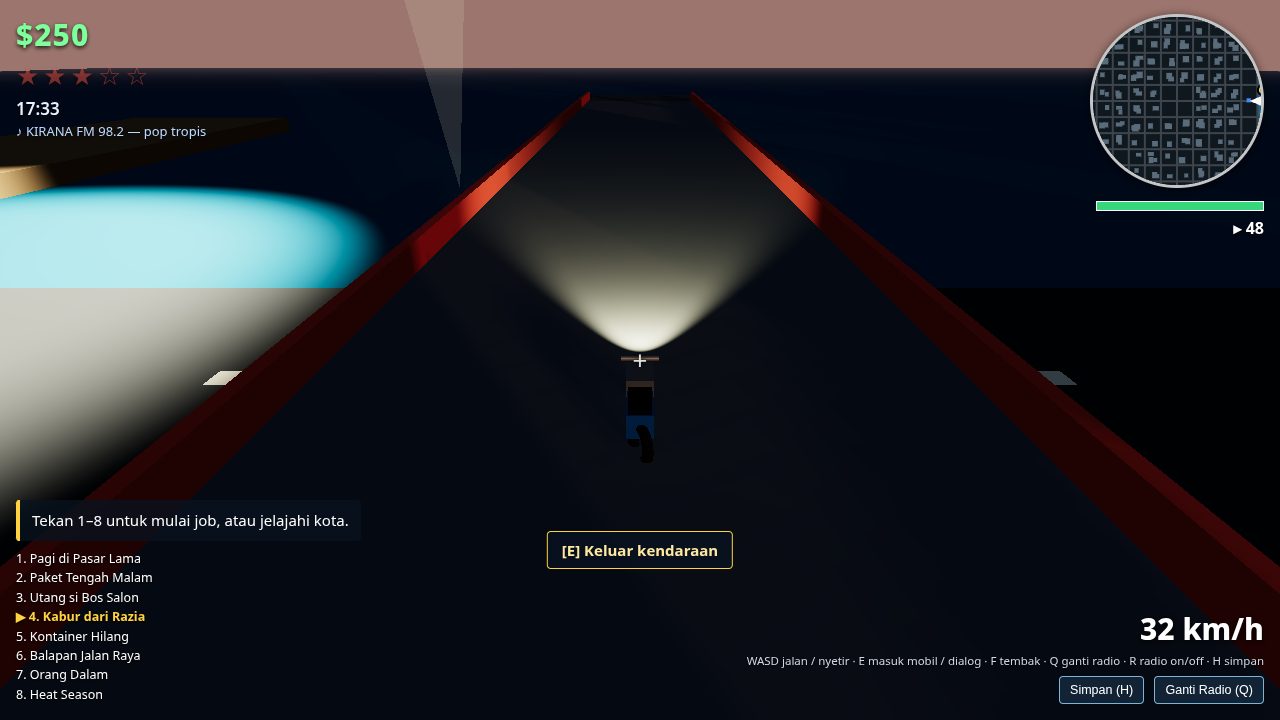 $250
★ ★ ★ ☆ ☆
17:33
♪ KIRANA FM 98.2 — pop tropis
▸ 48
Tekan 1–8 untuk mulai job, atau jelajahi kota.
1. Pagi di Pasar Lama
2. Paket Tengah Malam
3. Utang si Bos Salon
▶ 4. Kabur dari Razia
5. Kontainer Hilang
6. Balapan Jalan Raya
7. Orang Dalam
8. Heat Season
[E] Keluar kendaraan
32 km/h
WASD jalan / nyetir · E masuk mobil / dialog · F tembak · Q ganti radio · R radio on/off · H simpan
Simpan (H)
Ganti Radio (Q)